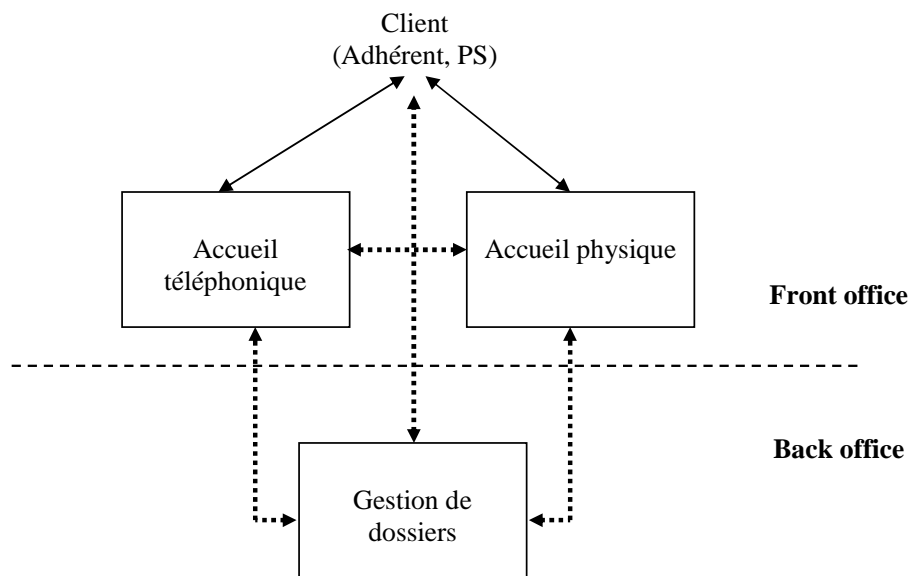 Client
(Adhérent, PS)
Accueil
téléphonique
Accueil physique
Front office
Back office
Gestion de
dossiers